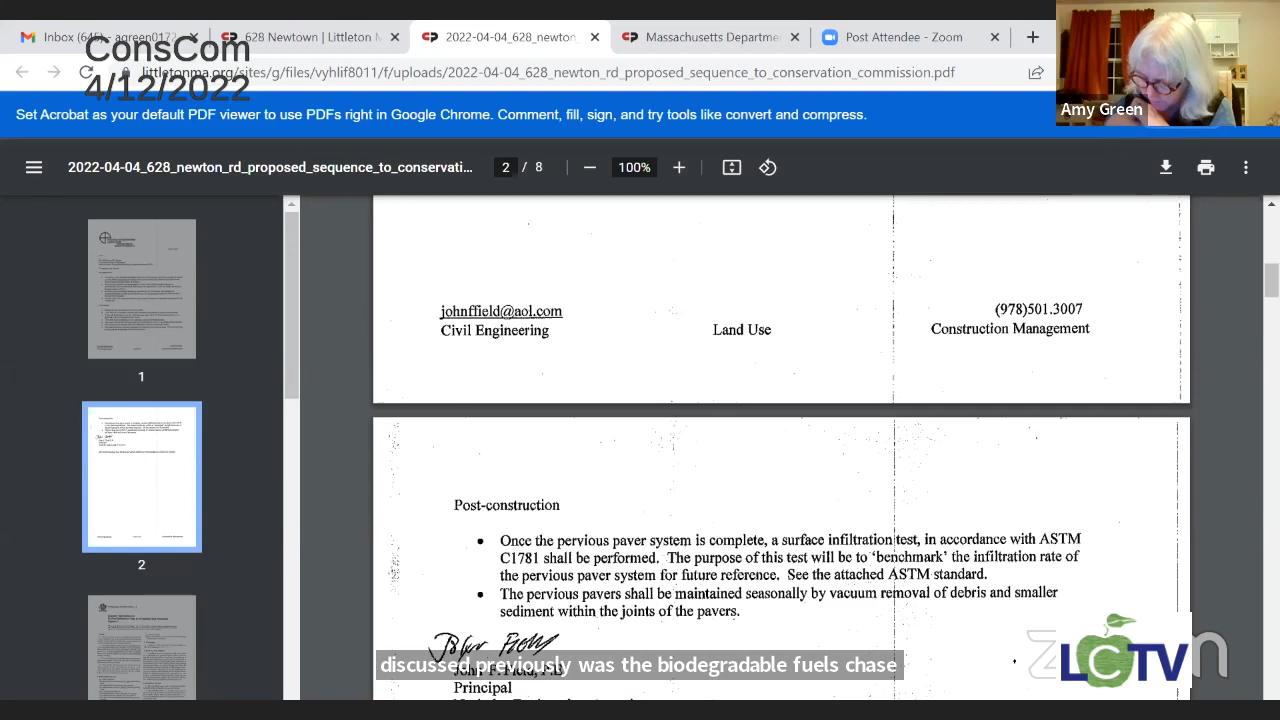 Inbox (646) - agreen0172
628 Newtown | Littleton M
2022-04-04_628_newton_
Massachusetts Departme
Post Attendee - Zoom
ConsCom
4/12/2022
littletonma.org/sites/g/files/vyhlif8011/f/uploads/2022-04-04_628_newton_rd_proposed_sequence_to_conservation_commission.pdf
Amy Green
Set Acrobat as your default PDF viewer to use PDFs right in Google Chrome. Comment, fill, sign, and try tools like convert and compress.
2022-04-04_628_newton_rd_proposed_sequence_to_conservati...
2 / 8
100%
1
2
johnffield@aol.com
(978)501.3007
Civil Engineering
Land Use
Construction Management
Post-construction
• Once the pervious paver system is complete, a surface infiltration test, in accordance with ASTM
C1781 shall be performed. The purpose of this test will be to ‘benchmark’ the infiltration rate of
the pervious paver system for future reference. See the attached ASTM standard.
• The pervious pavers shall be maintained seasonally by vacuum removal of debris and smaller
sediment within the joints of the pavers.
discussed previously was the biodegradable fuels chase
Principal
LCTV